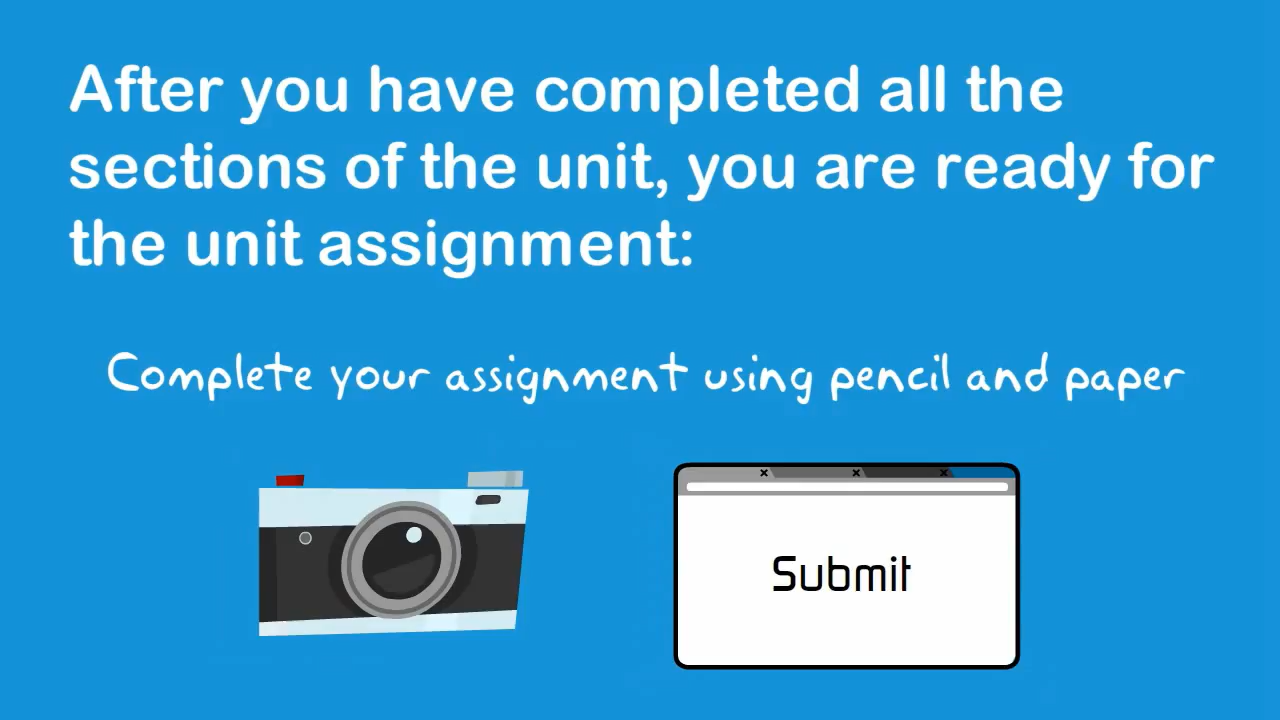 After you have completed all the
sections of the unit, you are ready for
the unit assignment:
Complete your assignment using pencil and paper
Submit